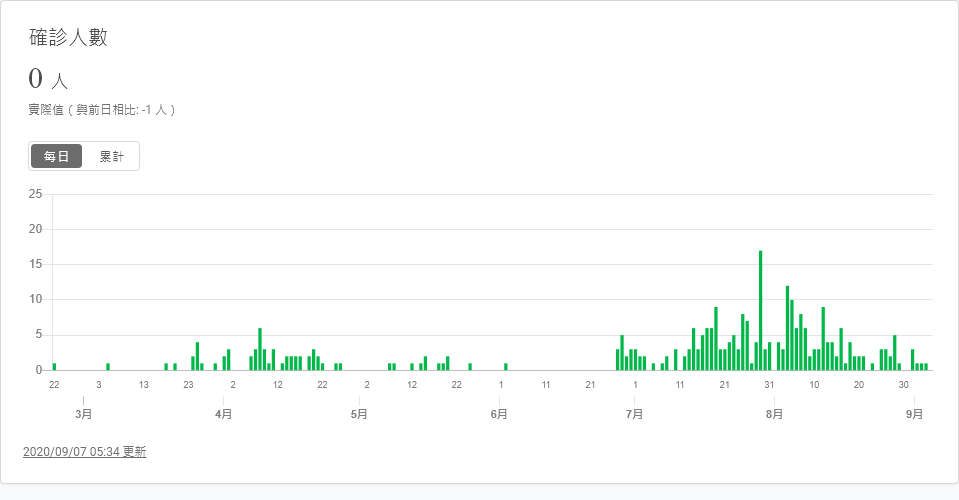 確診人數
0 人
實際值 ( 與前日相比: -1 人 )
每日 累計
25
20
15
10
5
0
22 3 13 23 2 12 22 2 12 22 1 11 21 1 11 21 31 10 20 30
3月 4月 5月 6月 7月 8月 9月
2020/09/07 05:34 更新